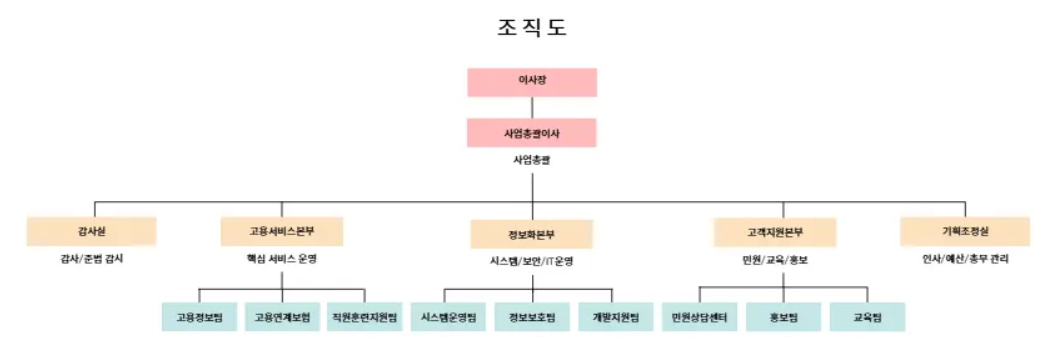 조직도
이사장
사업총괄이사
사업총괄
감사실
고용서비스본부
정보화본부
고객지원본부
기획조정실
감사/준법 감시
핵심 서비스 운영
시스템/보안/IT운영
민원/교육/홍보
인사/예산/총무 관리
고용정보팀
고용연계보험
직원훈련지원팀
시스템운영팀
정보보호팀
개발지원팀
민원상담센터
홍보팀
교육팀